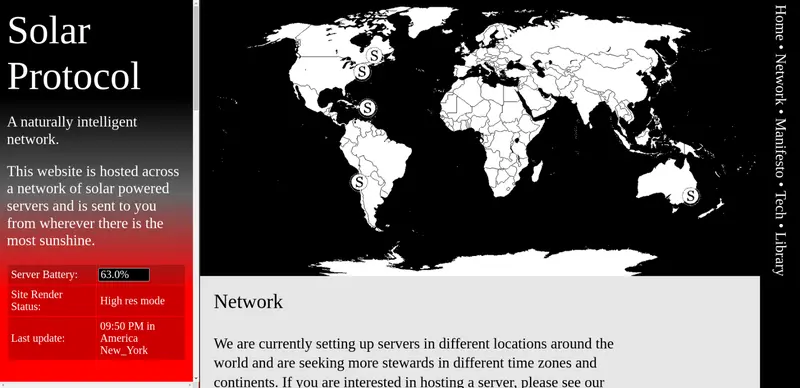 Solar
Protocol
A naturally intelligent
network.
This website is hosted across
a network of solar powered
servers and is sent to you
from wherever there is the
most sunshine.
Server Battery: 63.0%
Site Render
Status:
High res mode
Last update:
09:50 PM in
America
New_York
S
S
S
S
S
Network
We are currently setting up servers in different locations around the
world and are seeking more stewards in different time zones and
continents. If you are interested in hosting a server, please see our
Home • Network • Manifesto • Tech • Library